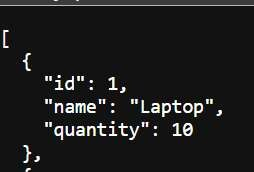 [
  {
    "id": 1,
    "name": "Laptop",
    "quantity": 10
  },
  {